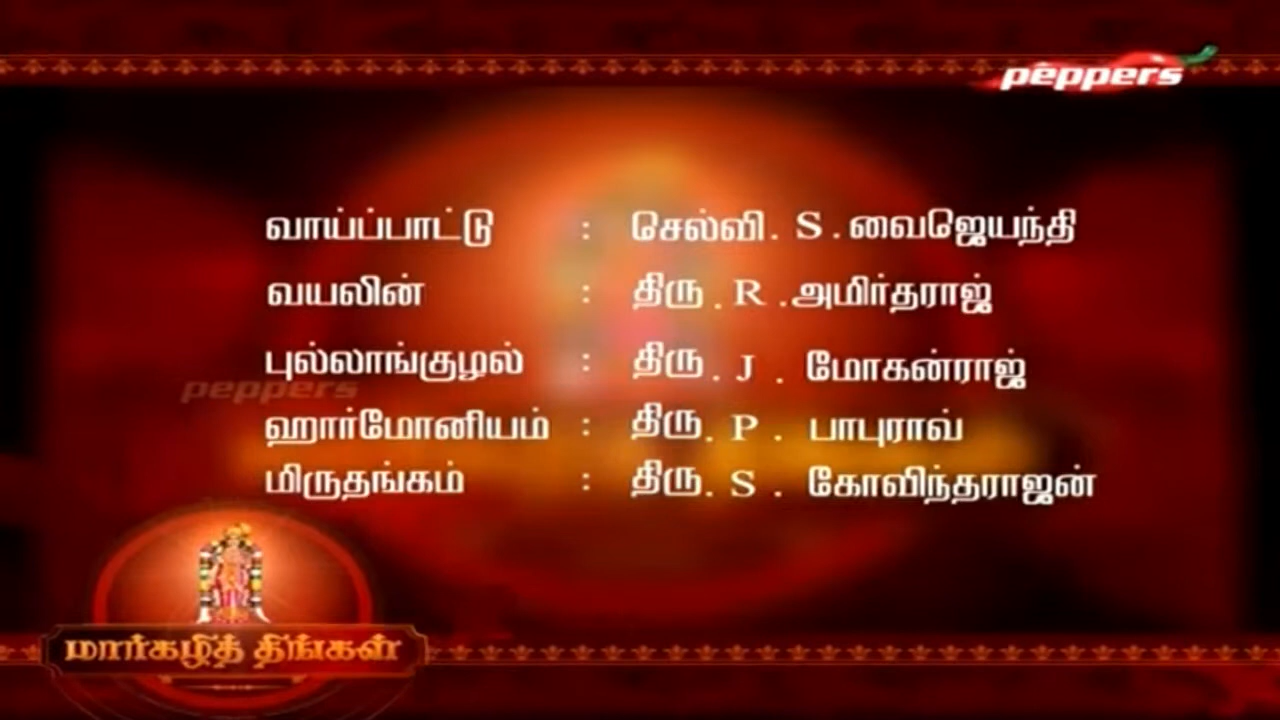 peppers
வாய்ப்பாட்டு : செல்வி. S. வைஜெயந்தி
வயலின் : திரு. R. அமிர்தராஜ்
புல்லாங்குழல் : திரு. J. மோகன்ராஜ்
peppers
ஹார்மோனியம் : திரு. P. பாபுராவ்
மிருதங்கம் : திரு. S. கோவிந்தராஜன்
மார்கழித் திங்கள்